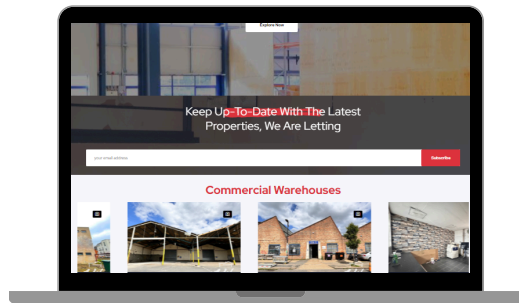 Explore Now
Keep Up-To-Date With The Latest
Properties, We Are Letting
your email address
Subscribe
Commercial Warehouses